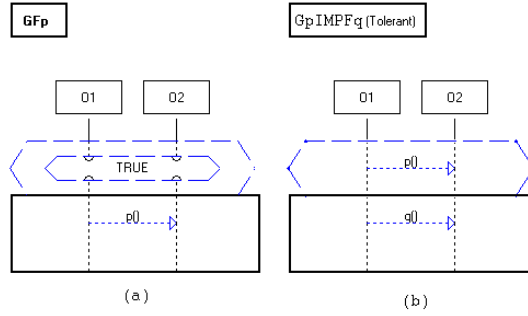 GFp
GpIMPFq (Tolerant)
O1 O2 O1 O2
TRUE
p()
p()
q()
(a) (b)